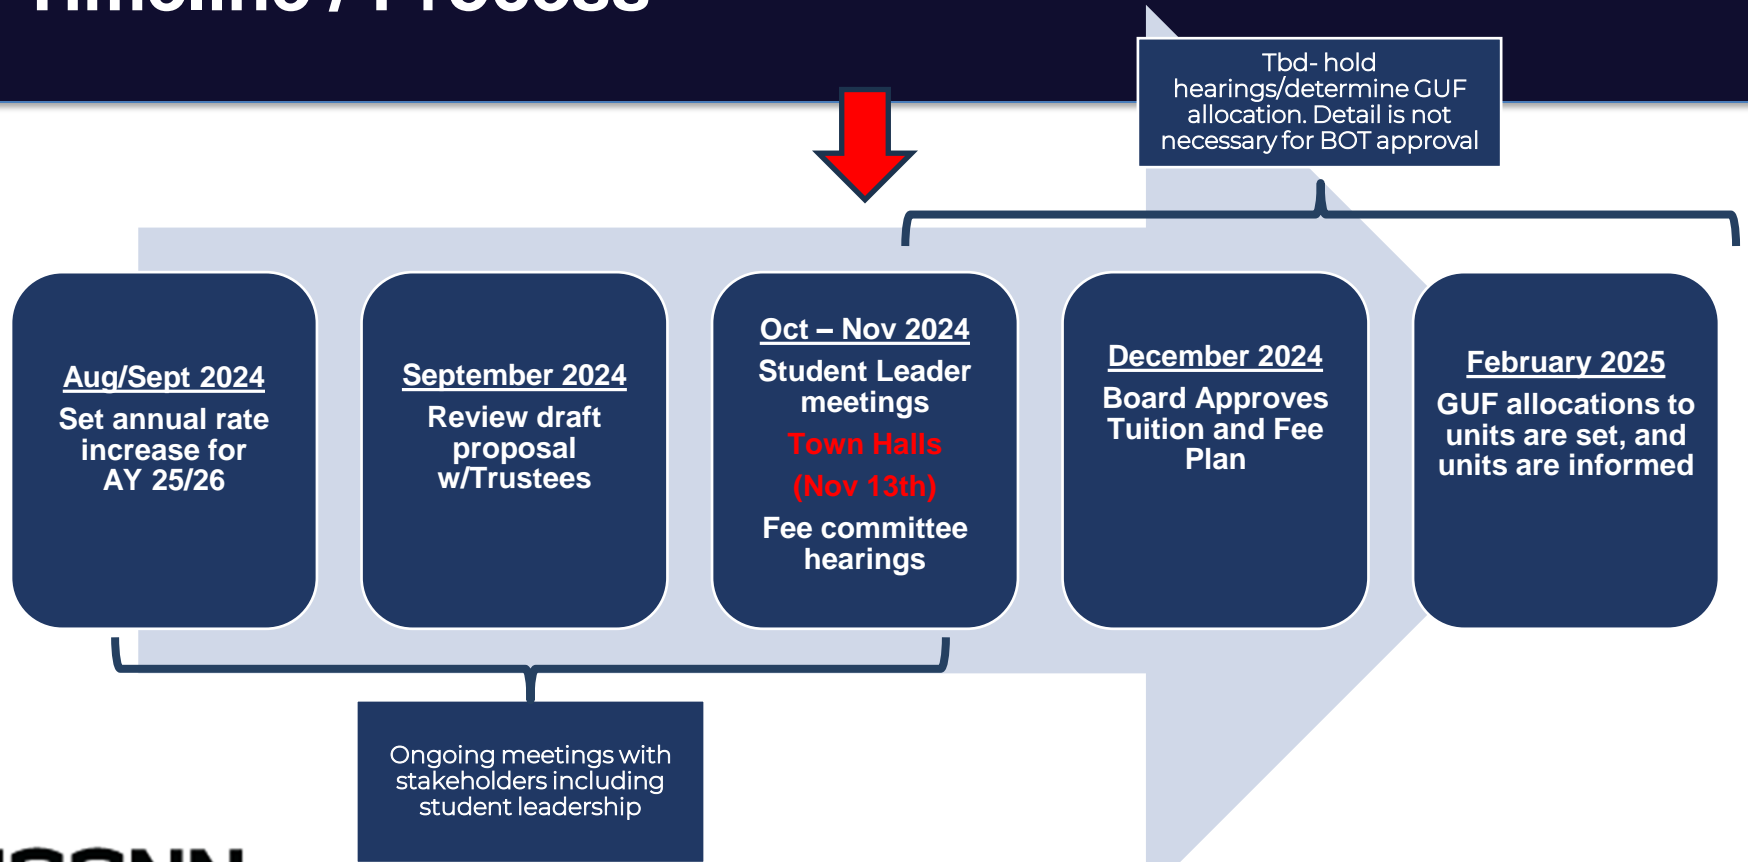 Timeline / Process
Tbd- hold
hearings/determine GUF
allocation. Detail is not
necessary for BOT approval
Aug/Sept 2024
Set annual rate
increase for
AY 25/26
September 2024
Review draft
proposal
w/Trustees
Oct – Nov 2024
Student Leader
meetings
Town Halls
(Nov 13th)
Fee committee
hearings
December 2024
Board Approves
Tuition and Fee
Plan
February 2025
GUF allocations to
units are set, and
units are informed
Ongoing meetings with
stakeholders including
student leadership